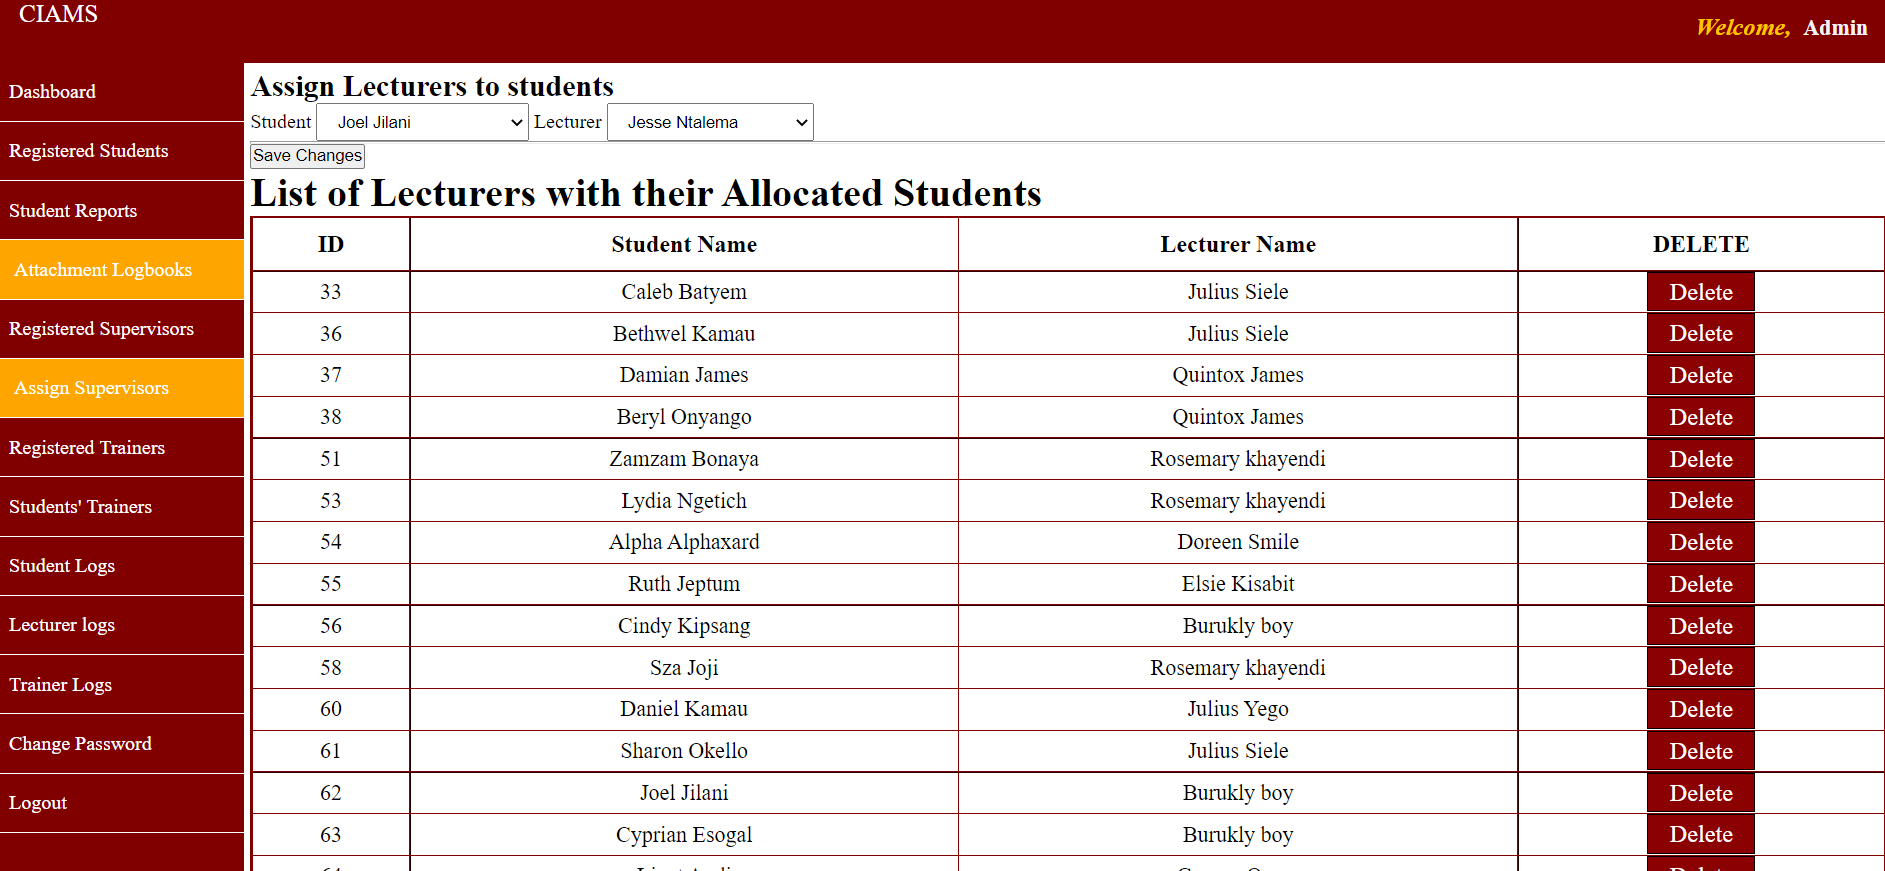 CIAMS
Welcome, Admin
Dashboard
Registered Students
Student Reports
Attachment Logbooks
Registered Supervisors
Assign Supervisors
Registered Trainers
Students' Trainers
Student Logs
Lecturer logs
Trainer Logs
Change Password
Logout
Assign Lecturers to students
Student Joel Jilani Lecturer Jesse Ntalema
Save Changes
List of Lecturers with their Allocated Students
ID Student Name Lecturer Name DELETE
33 Caleb Batyem Julius Siele Delete
36 Bethwel Kamau Julius Siele Delete
37 Damian James Quintox James Delete
38 Beryl Onyango Quintox James Delete
51 Zamzam Bonaya Rosemary khayendi Delete
53 Lydia Ngetich Rosemary khayendi Delete
54 Alpha Alphaxard Doreen Smile Delete
55 Ruth Jeptum Elsie Kisabit Delete
56 Cindy Kipsang Burukly boy Delete
58 Sza Joji Rosemary khayendi Delete
60 Daniel Kamau Julius Yego Delete
61 Sharon Okello Julius Siele Delete
62 Joel Jilani Burukly boy Delete
63 Cyprian Esogal Burukly boy Delete